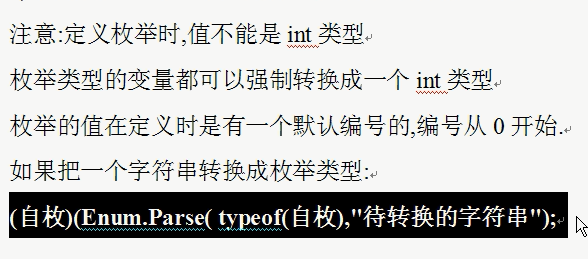 注意:定义枚举时,值不能是 int 类型
枚举类型的变量都可以强制转换成一个 int 类型
枚举的值在定义时是有一个默认编号的,编号从 0 开始.
如果把一个字符串转换成枚举类型:
(自枚)(Enum.Parse( typeof(自枚),"待转换的字符串");